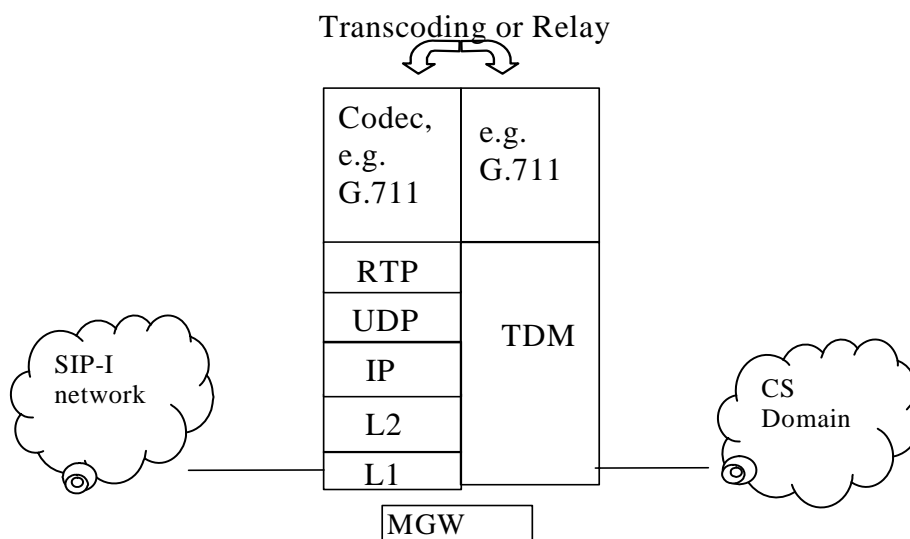 Transcoding or Relay
Codec,
e.g.
G.711
e.g.
G.711
RTP
UDP
IP
L2
L1
TDM
SIP-I
network
CS
Domain
MGW